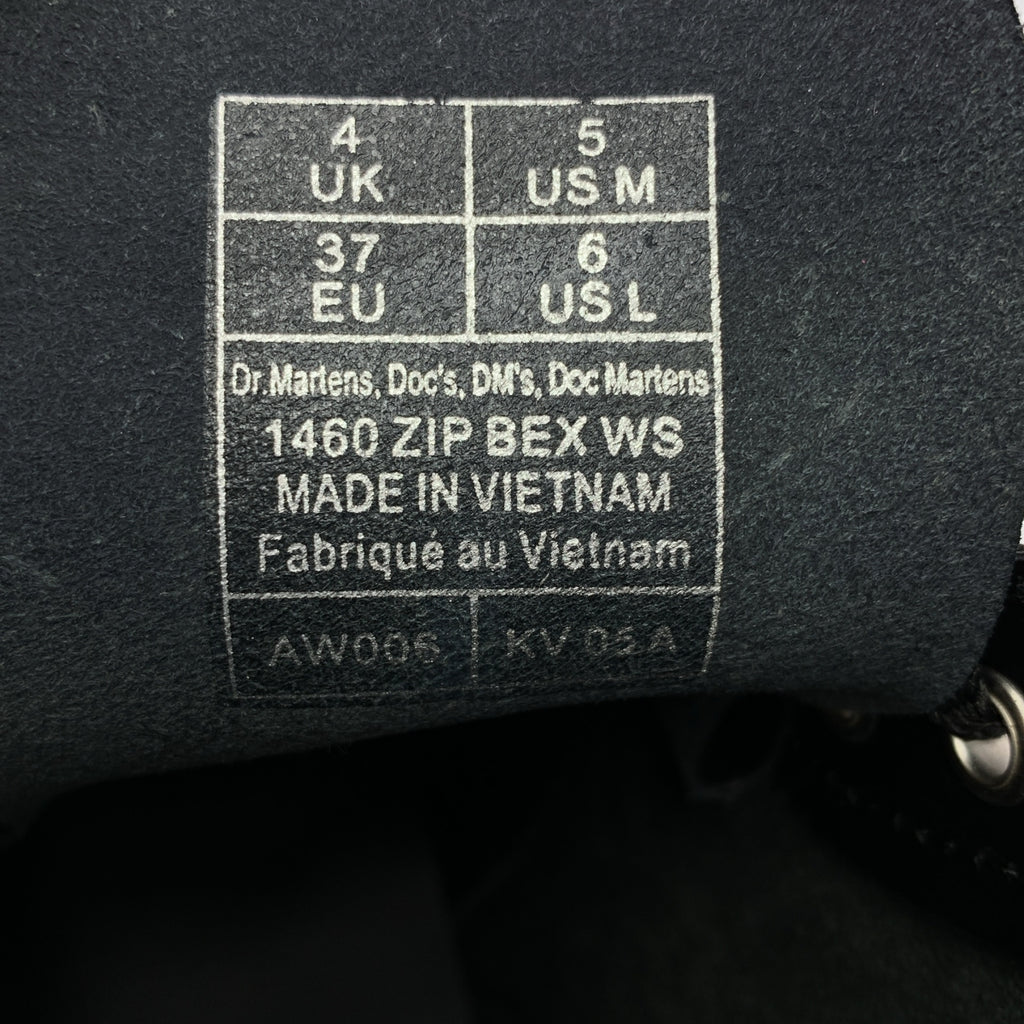 4
UK
5
US M
37
EU
6
US L
Dr.Martens, Doc's, DM's, Doc Martens
1460 ZIP BEX WS
MADE IN VIETNAM
Fabriqué au Vietnam
AW006
KV 05 A